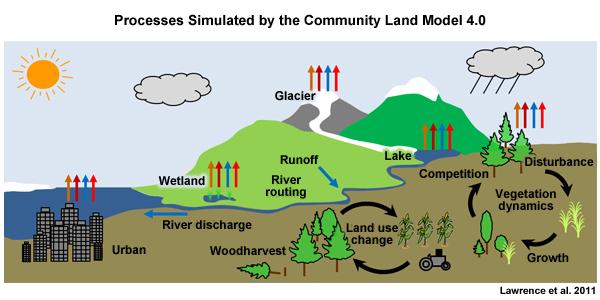 Processes Simulated by the Community Land Model 4.0
Glacier
Lake
Disturbance
Competition
Runoff
Wetland
River
routing
Vegetation
dynamics
River discharge
Land use
change
Urban
Woodharvest
Growth
Lawrence et al. 2011